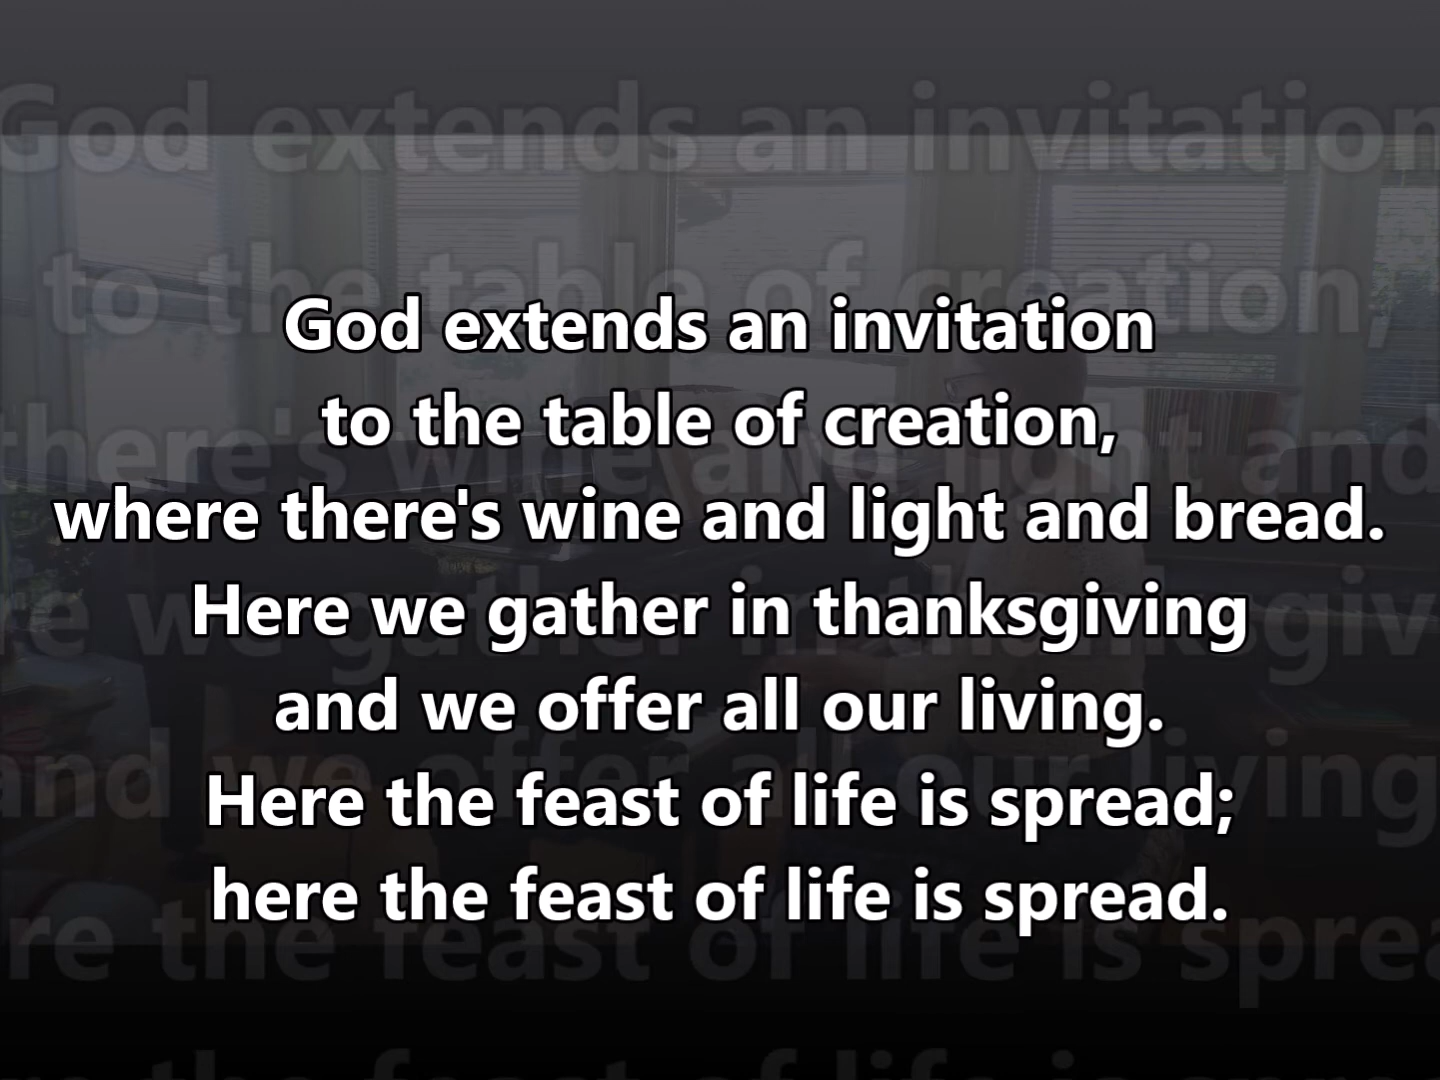 God extends an invitation
to the table of creation,
where there's wine and light and bread.
Here we gather in thanksgiving
and we offer all our living.
Here the feast of life is spread;
here the feast of life is spread.